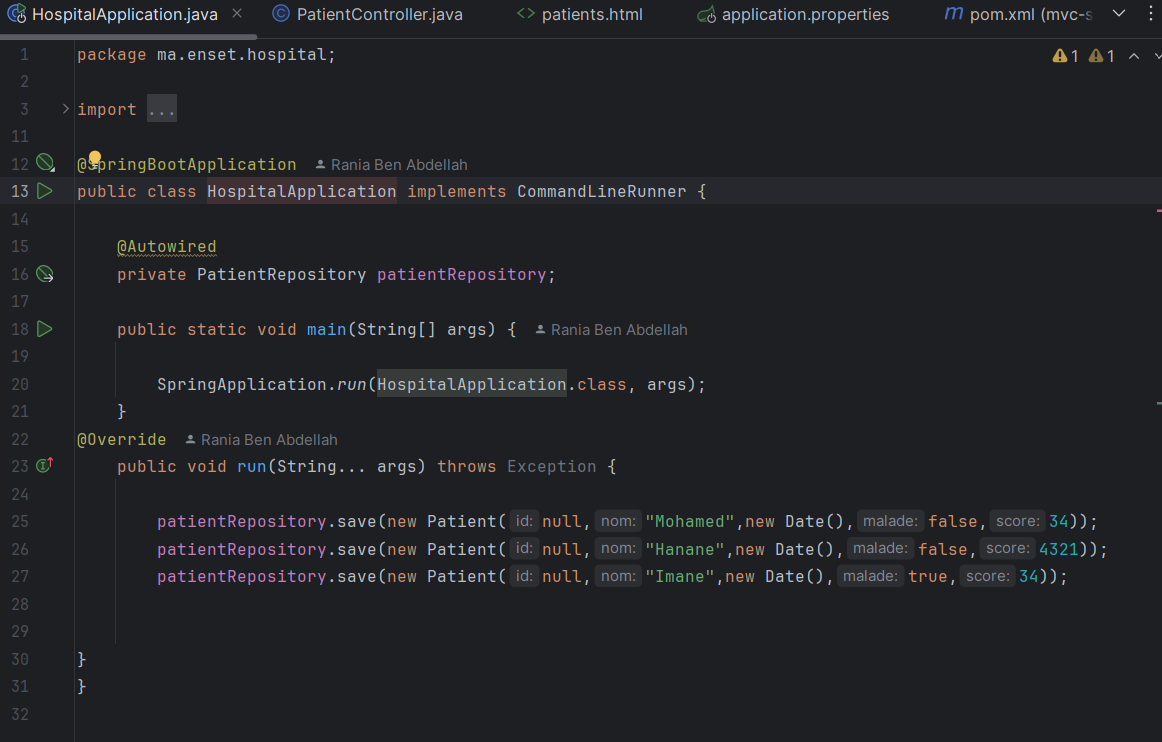 HospitalApplication.java × PatientController.java patients.html application.properties pom.xml (mvc-s
1 package ma.enset.hospital; 1 1
2
3 import ...
11
12 @SpringBootApplication Rania Ben Abdellah
13 public class HospitalApplication implements CommandLineRunner {
14
15 @Autowired
16 private PatientRepository patientRepository;
17
18 public static void main(String[] args) { Rania Ben Abdellah
19
20 SpringApplication.run(HospitalApplication.class, args);
21 }
22 @Override Rania Ben Abdellah
23 public void run(String... args) throws Exception {
24
25 patientRepository.save(new Patient( id: null, nom: "Mohamed",new Date(), malade: false, score: 34));
26 patientRepository.save(new Patient( id: null, nom: "Hanane",new Date(), malade: false, score: 4321));
27 patientRepository.save(new Patient( id: null, nom: "Imane",new Date(), malade: true, score: 34));
28
29
30 }
31 }
32